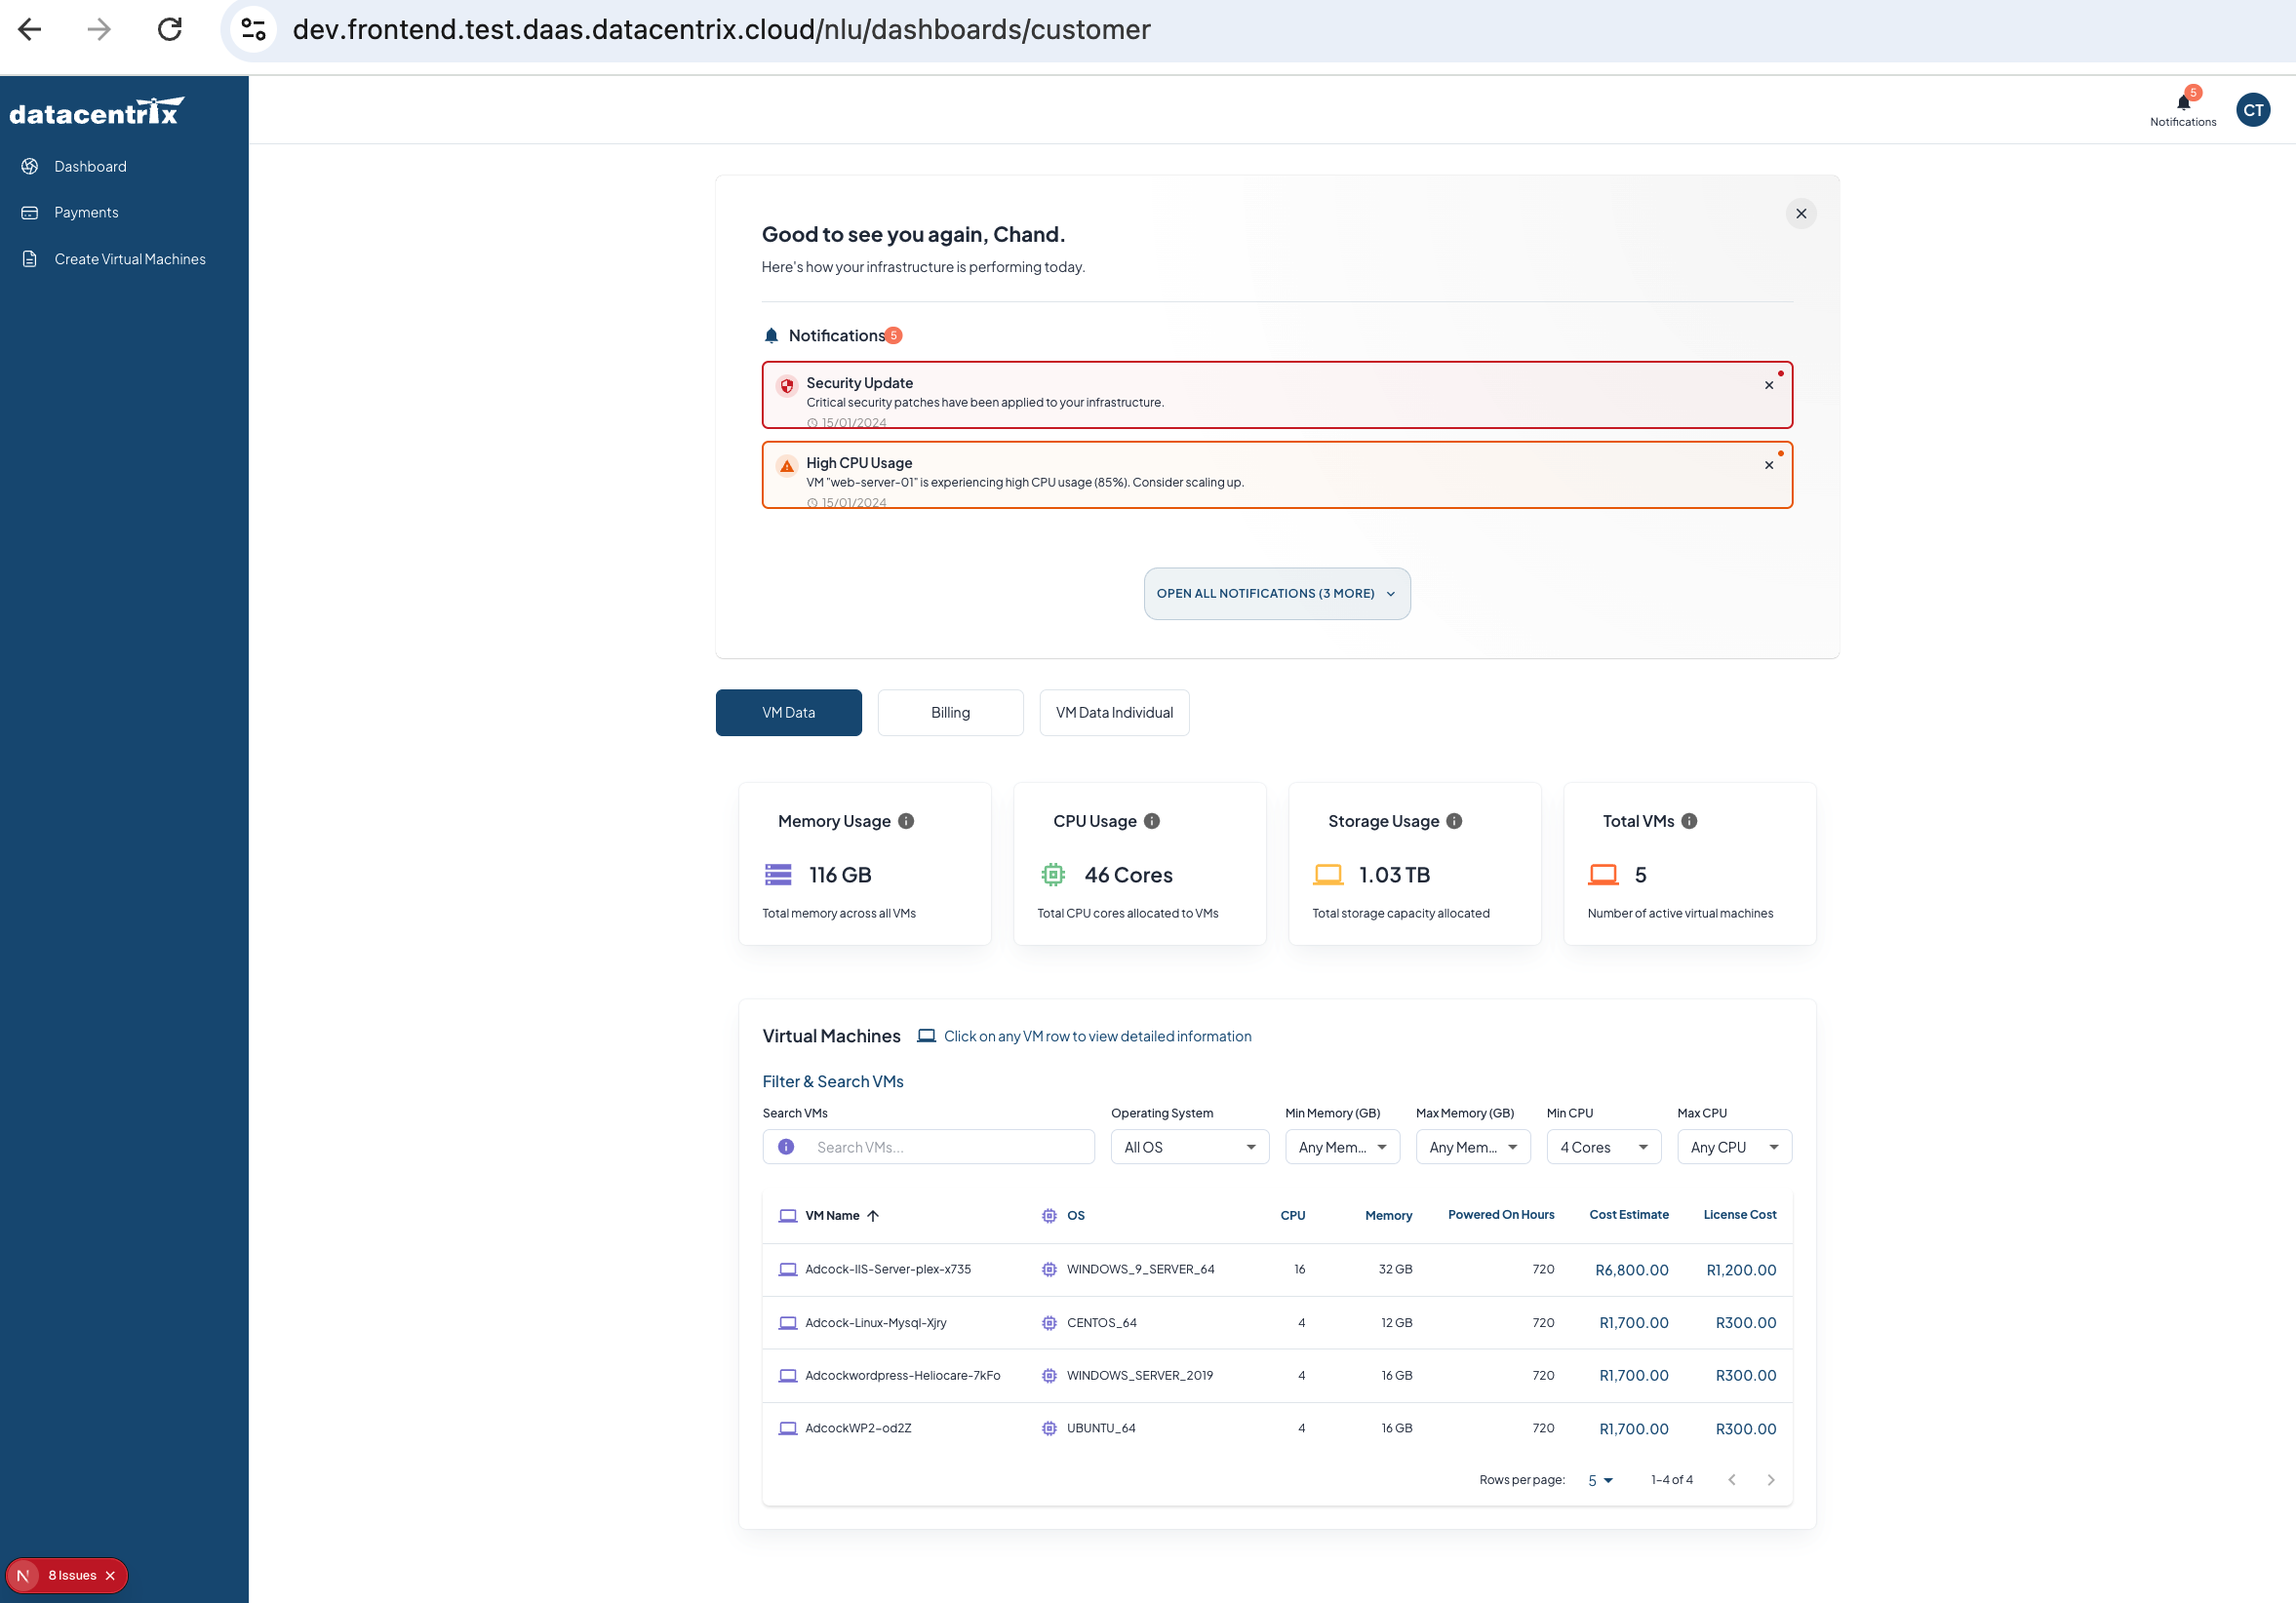 dev.frontend.test.daas.datacentrix.cloud/nlu/dashboards/customer
datacentrix
5
Notifications
CT
Dashboard
Payments
Create Virtual Machines
Good to see you again, Chand.
Here's how your infrastructure is performing today.
Notifications 5
Security Update
Critical security patches have been applied to your infrastructure.
15/01/2024
High CPU Usage
VM "web-server-01" is experiencing high CPU usage (85%). Consider scaling up.
15/01/2024
OPEN ALL NOTIFICATIONS (3 MORE)
VM Data Billing VM Data Individual
Memory Usage CPU Usage Storage Usage Total VMs
116 GB 46 Cores 1.03 TB 5
Total memory across all VMs Total CPU cores allocated to VMs Total storage capacity allocated Number of active virtual machines
Virtual Machines Click on any VM row to view detailed information
Filter & Search VMs
Search VMs Operating System Min Memory (GB) Max Memory (GB) Min CPU Max CPU
Search VMs... All OS Any Mem... Any Mem... 4 Cores Any CPU
VM Name OS CPU Memory Powered On Hours Cost Estimate License Cost
Adcock-IIS-Server-plex-x735 WINDOWS_9_SERVER_64 16 32 GB 720 R6,800.00 R1,200.00
Adcock-Linux-Mysql-Xjry CENTOS_64 4 12 GB 720 R1,700.00 R300.00
Adcockwordpress-Heliocare-7kFo WINDOWS_SERVER_2019 4 16 GB 720 R1,700.00 R300.00
AdcockWP2-od2Z UBUNTU_64 4 16 GB 720 R1,700.00 R300.00
Rows per page: 5 1–4 of 4
N 8 Issues